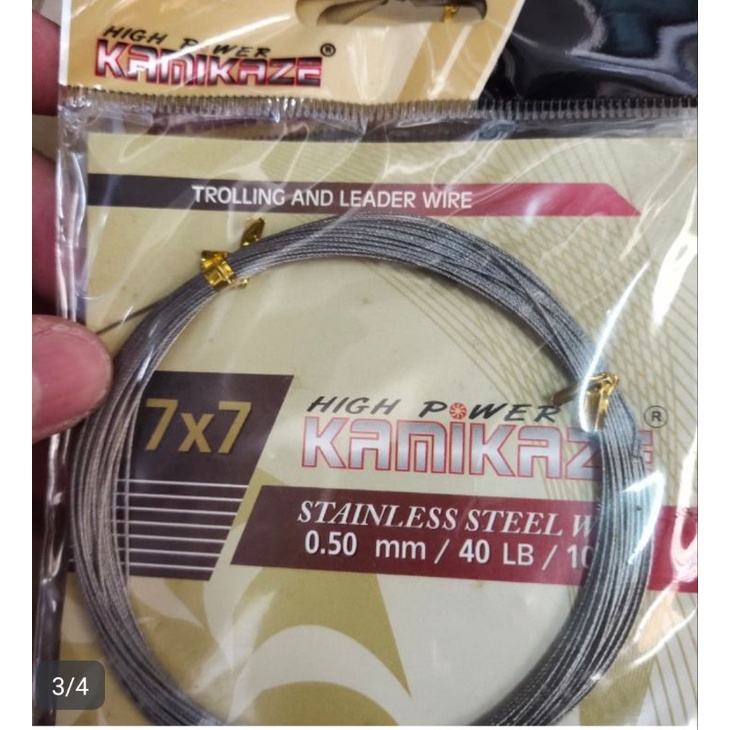 HIGH POWER
KAMIKAZE®
TROLLING AND LEADER WIRE
7x7
HIGH POWER
KAMIKAZE®
STAINLESS STEEL
0.50 mm / 40 LB /
3/4